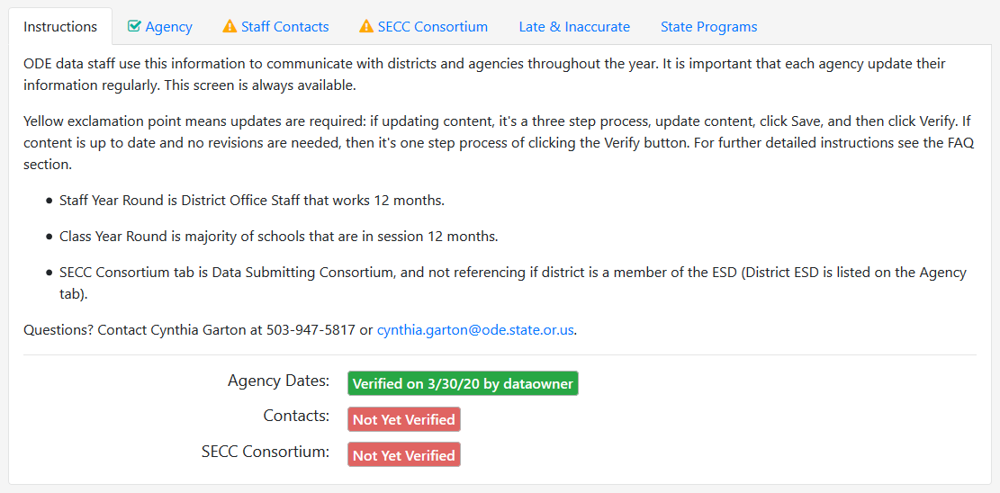 Instructions Agency Staff Contacts SECC Consortium Late & Inaccurate State Programs
ODE data staff use this information to communicate with districts and agencies throughout the year. It is important that each agency update their
information regularly. This screen is always available.
Yellow exclamation point means updates are required: if updating content, it's a three step process, update content, click Save, and then click Verify. If
content is up to date and no revisions are needed, then it's one step process of clicking the Verify button. For further detailed instructions see the FAQ
section.
• Staff Year Round is District Office Staff that works 12 months.
• Class Year Round is majority of schools that are in session 12 months.
• SECC Consortium tab is Data Submitting Consortium, and not referencing if district is a member of the ESD (District ESD is listed on the Agency
tab).
Questions? Contact Cynthia Garton at 503-947-5817 or cynthia.garton@ode.state.or.us.
Agency Dates: Verified on 3/30/20 by dataowner
Contacts: Not Yet Verified
SECC Consortium: Not Yet Verified